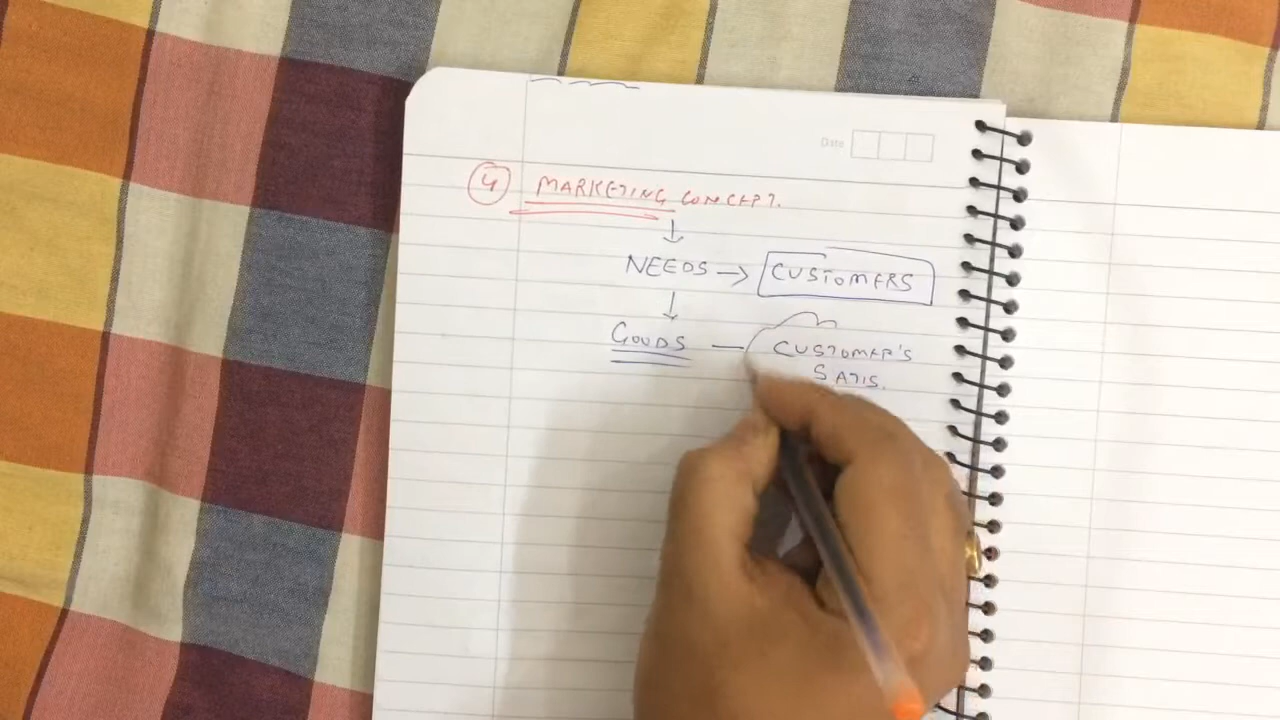 Date
4 MARKETING CONCEPT.
↓
NEEDS → CUSTOMERS
↓
GOODS — CUSTOMER'S
SATIS.